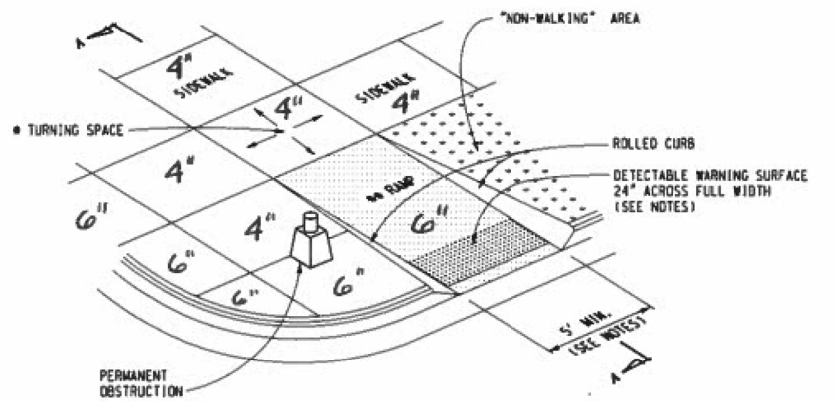 A
"NON-WALKING" AREA
4"
SIDEWALK
SIDEWALK
4"
4"
* TURNING SPACE
ROLLED CURB
4"
** RAMP
DETECTABLE WARNING SURFACE
24" ACROSS FULL WIDTH
(SEE NOTES)
6"
4"
6"
6"
6"
6"
5' MIN.
(SEE NOTES)
A
PERMANENT
OBSTRUCTION